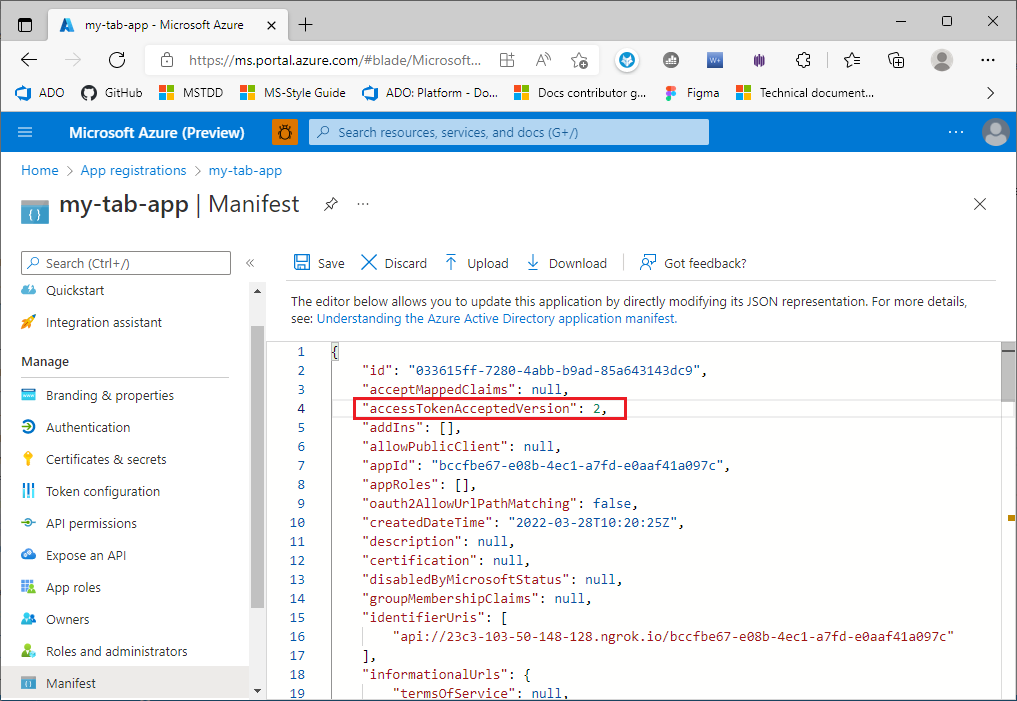 my-tab-app - Microsoft Azure
https://ms.portal.azure.com/#blade/Microsoft...
ADO GitHub MSTDD MS-Style Guide ADO: Platform - Do... Docs contributor g... Figma Technical document...
Microsoft Azure (Preview) Search resources, services, and docs (G+/)
Home > App registrations > my-tab-app
my-tab-app | Manifest
Search (Ctrl+/)
Quickstart
Integration assistant
Manage
Branding & properties
Authentication
Certificates & secrets
Token configuration
API permissions
Expose an API
App roles
Owners
Roles and administrators
Manifest
Save Discard Upload Download Got feedback?
The editor below allows you to update this application by directly modifying its JSON representation. For more details,
see: Understanding the Azure Active Directory application manifest.
1 {
2 "id": "033615ff-7280-4abb-b9ad-85a643143dc9",
3 "acceptMappedClaims": null,
4 "accessTokenAcceptedVersion": 2,
5 "addIns": [],
6 "allowPublicClient": null,
7 "appId": "bccfbe67-e08b-4ec1-a7fd-e0aaf41a097c",
8 "appRoles": [],
9 "oauth2AllowUrlPathMatching": false,
10 "createdDateTime": "2022-03-28T10:20:25Z",
11 "description": null,
12 "certification": null,
13 "disabledByMicrosoftStatus": null,
14 "groupMembershipClaims": null,
15 "identifierUris": [
16 "api://23c3-103-50-148-128.ngrok.io/bccfbe67-e08b-4ec1-a7fd-e0aaf41a097c"
17 ],
18 "informationalUrls": {
19 "termsOfService": null,